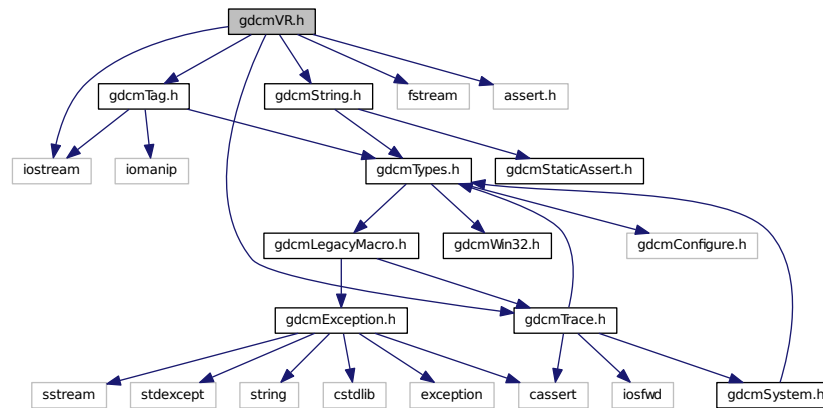 gdcmVR.h
gdcmTag.h
gdcmString.h
fstream
assert.h
iostream
iomanip
gdcmTypes.h
gdcmStaticAssert.h
gdcmLegacyMacro.h
gdcmWin32.h
gdcmConfigure.h
gdcmException.h
gdcmTrace.h
sstream
stdexcept
string
cstdlib
exception
cassert
iosfwd
gdcmSystem.h